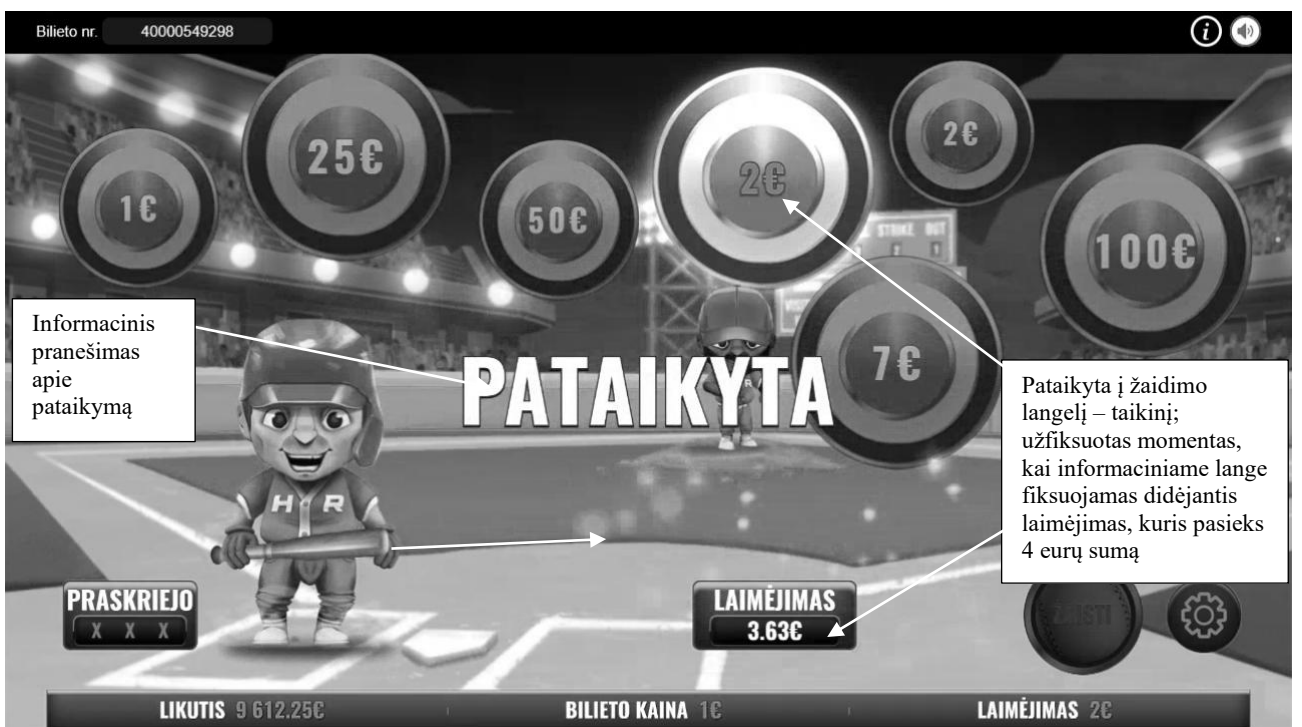 Bilieto nr. 40000549298
i
25€
2€
2€
1€
50€
100€
STRIKE OUT
Informacinis
pranešimas
apie
pataikymą
PATAIKYTA
7€
Pataikyta į žaidimo
langelį – taikinį;
užfiksuotas momentas,
kai informaciniame lange
fiksuojamas didėjantis
laimėjimas, kuris pasieks
4 eurų sumą
H R
PRASKRIEJO
X X X
LAIMĖJIMAS
3.63€
ŽAISTI
LIKUTIS 9 612.25€ BILIETO KAINA 1€ LAIMĖJIMAS 2€